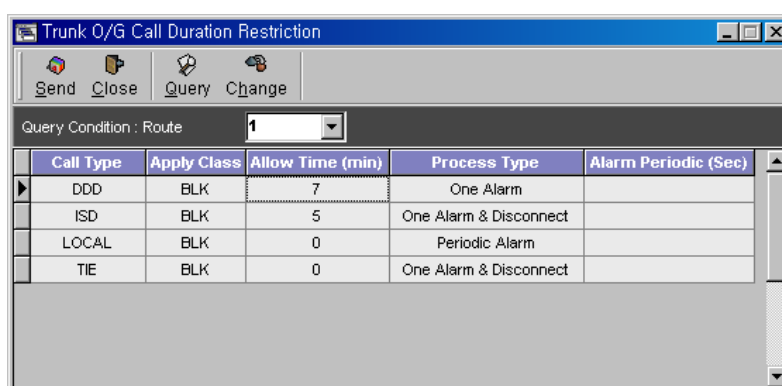 Trunk O/G Call Duration Restriction
Send Close Query Change
Query Condition : Route 1
Call Type Apply Class Allow Time (min) Process Type Alarm Periodic (Sec)
DDD BLK 7 One Alarm
ISD BLK 5 One Alarm & Disconnect
LOCAL BLK 0 Periodic Alarm
TIE BLK 0 One Alarm & Disconnect